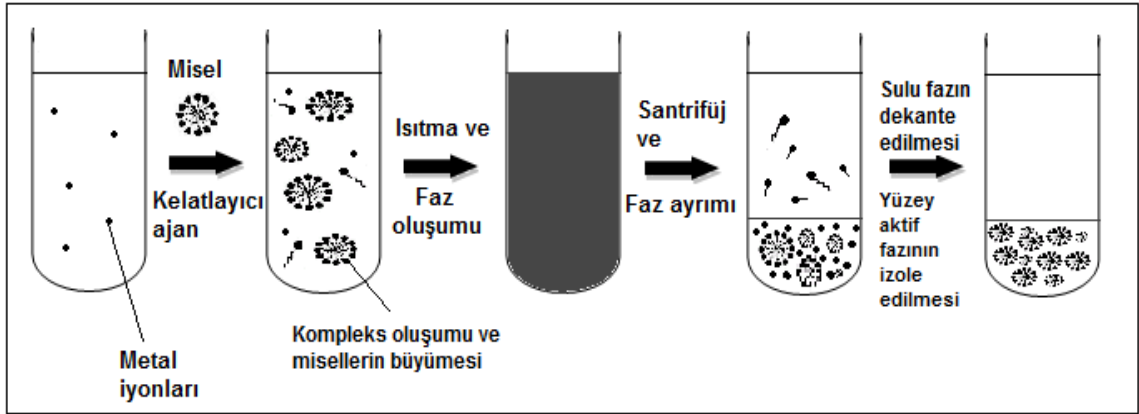 Misel
Kelatlayıcı
ajan
Metal
iyonları
Kompleks oluşumu ve
misellerin büyümesi
Isıtma ve
Faz
oluşumu
Santrifüj
ve
Faz ayrımı
Sulu fazın
dekante
edilmesi
Yüzey
aktif
fazının
izole
edilmesi